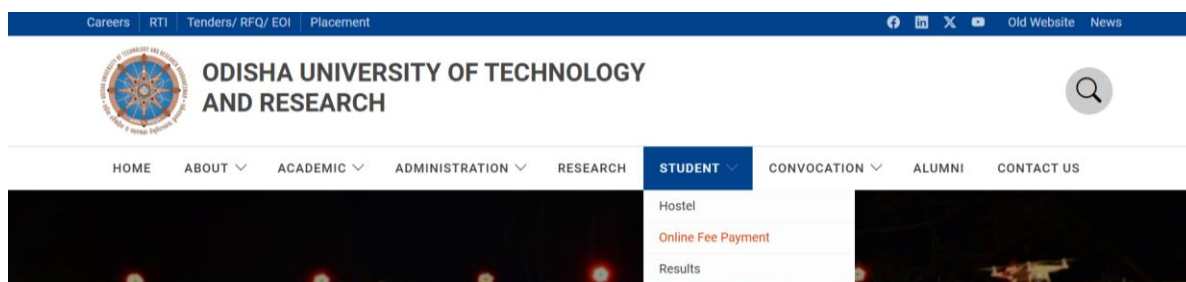 Careers RTI Tenders/ RFQ/ EOI Placement Old Website News
ODISHA UNIVERSITY OF TECHNOLOGY
AND RESEARCH
HOME ABOUT ACADEMIC ADMINISTRATION RESEARCH STUDENT CONVOCATION ALUMNI CONTACT US
Hostel
Online Fee Payment
Results